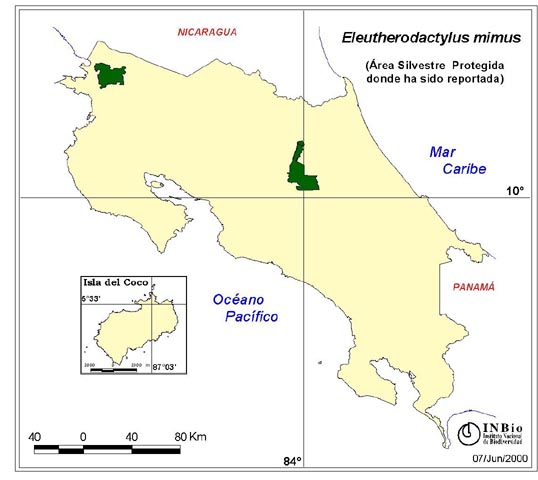 NICARAGUA
Eleutherodactylus mimus
(Área Silvestre Protegida
donde ha sido reportada)
Mar
Caribe
10°
Isla del Coco
5°33'
87°03'
Océano
Pacífico
PANAMÁ
INBio
Instituto Nacional
de Biodiversidad
40 0 40 80 Km
84°
07/Jun/2000